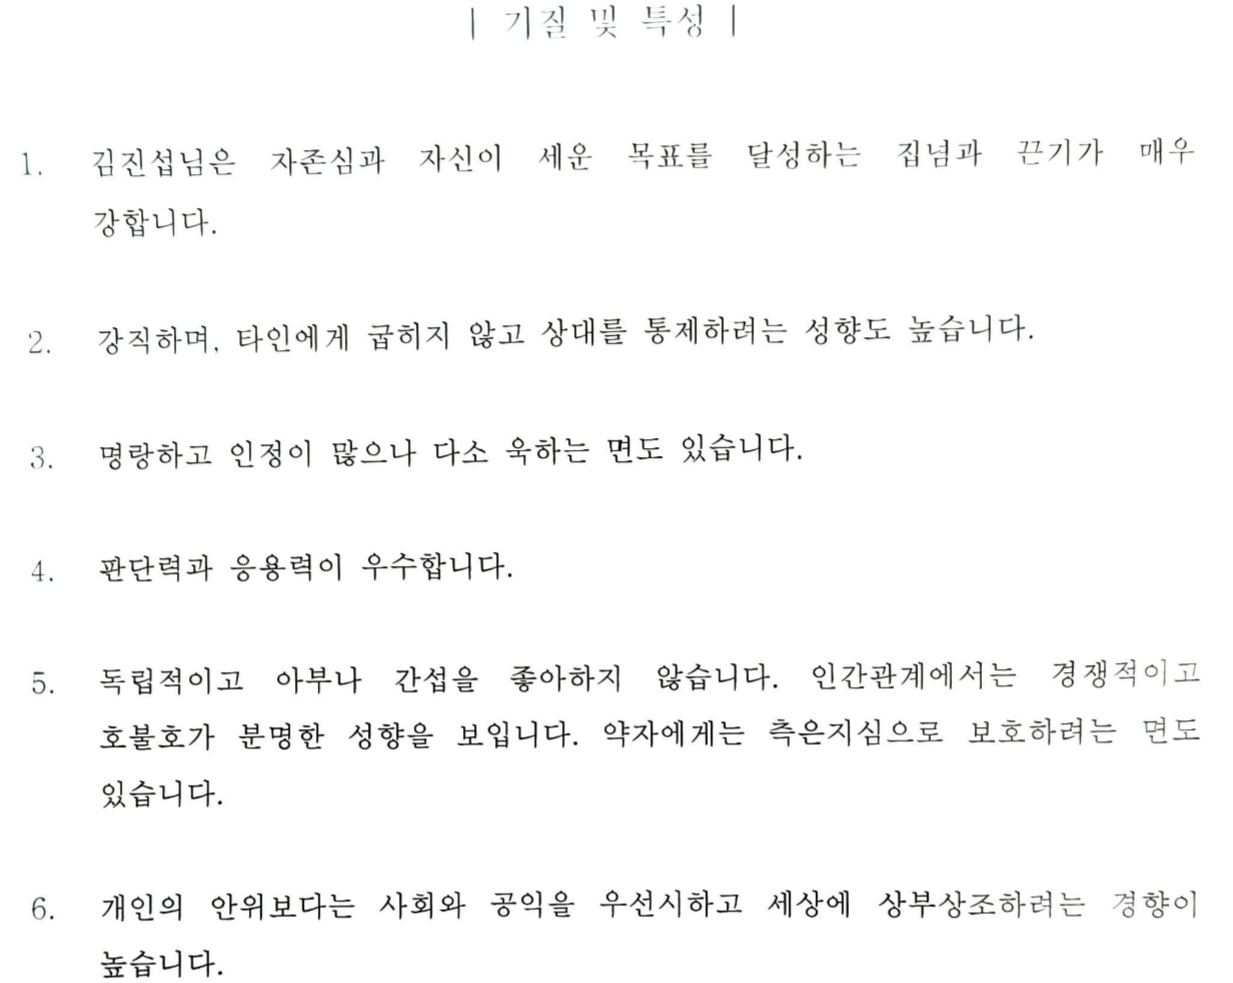 | 기질 및 특성 |
1. 김진섭님은 자존심과 자신이 세운 목표를 달성하는 집념과 끈기가 매우
강합니다.
2. 강직하며, 타인에게 굽히지 않고 상대를 통제하려는 성향도 높습니다.
3. 명랑하고 인정이 많으나 다소 욱하는 면도 있습니다.
4. 판단력과 응용력이 우수합니다.
5. 독립적이고 아부나 간섭을 좋아하지 않습니다. 인간관계에서는 경쟁적이고
호불호가 분명한 성향을 보입니다. 약자에게는 측은지심으로 보호하려는 면도
있습니다.
6. 개인의 안위보다는 사회와 공익을 우선시하고 세상에 상부상조하려는 경향이
높습니다.